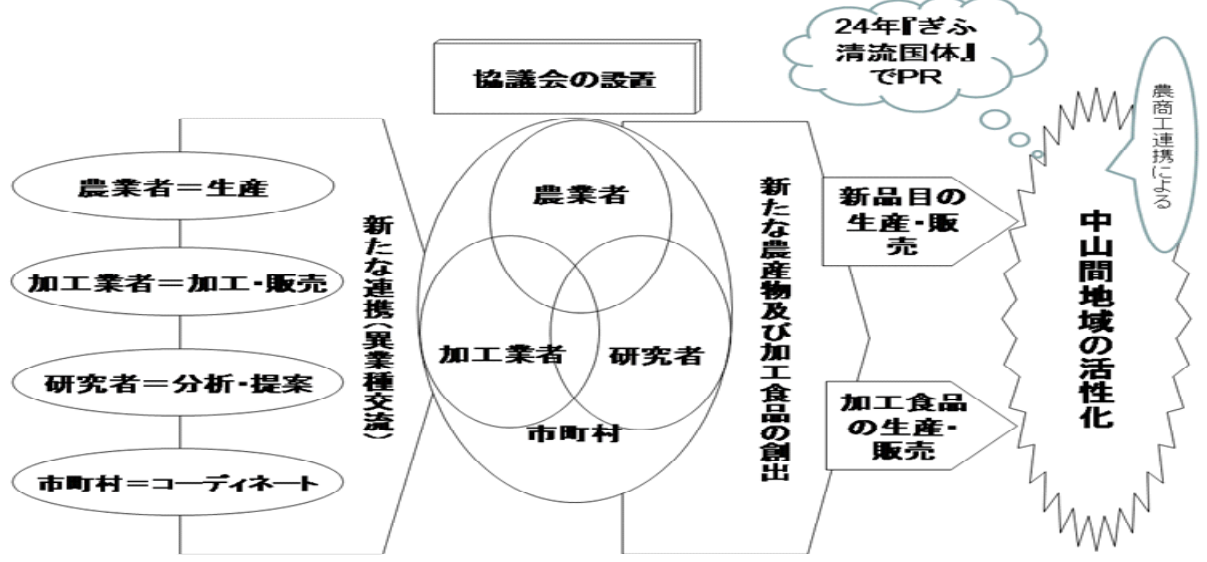 24年『ぎふ
清流国体』
でPR
協議会の設置
農商工連携による
農業者＝生産
加工業者＝加工・販売
研究者＝分析・提案
市町村＝コーディネート
新たな連携（異業種交流）
農業者
加工業者
研究者
市町村
新たな農産物及び加工食品の創出
新品目の
生産・販
売
加工食品
の生産・
販売
中山間地域の活性化